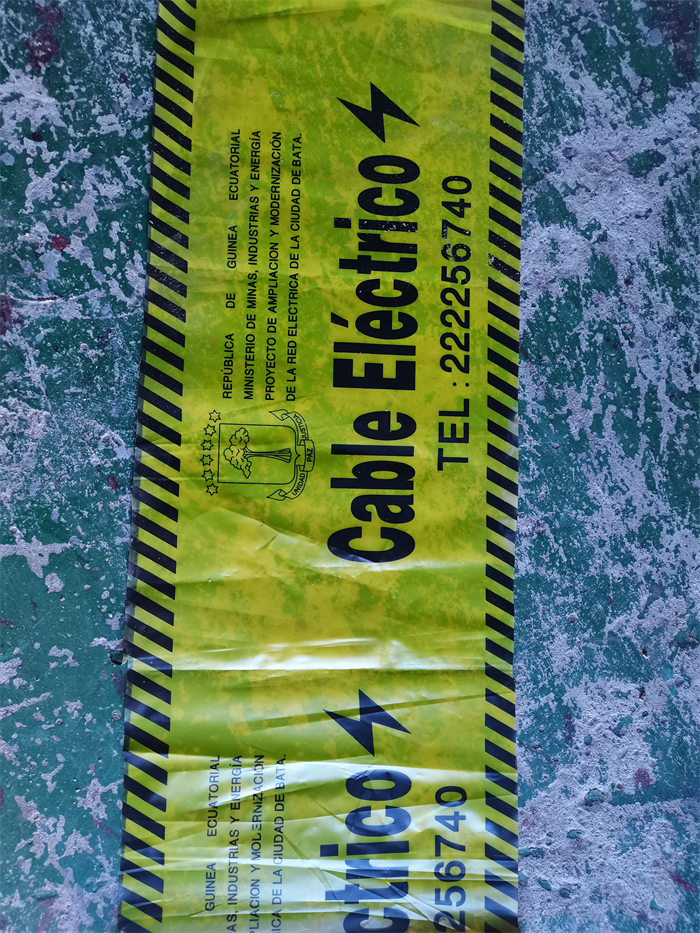 REPÚBLICA DE GUINEA ECUATORIAL
MINISTERIO DE MINAS, INDUSTRIAS Y ENERGÍA
PROYECTO DE AMPLIACION Y MODERNIZACIÓN
DE LA RED ELECTRICA DE LA CIUDAD DE BATA.
UNIDAD PAZ JUSTICIA
Cable Eléctrico
TEL : 222256740
GUINEA ECUATORIAL
AS, INDUSTRIAS Y ENERGÍA
PLIACION Y MODERNIZACIÓN
ICA DE LA CIUDAD DE BATA.
ctrico
256740